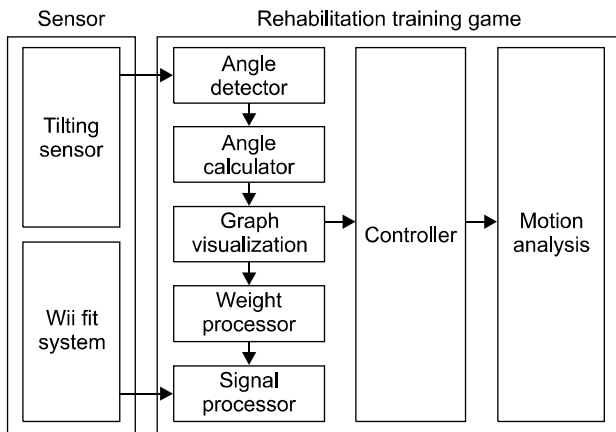 Sensor
Rehabilitation training game
Tilting
sensor
Wii fit
system
Angle
detector
Angle
calculator
Graph
visualization
Weight
processor
Signal
processor
Controller
Motion
analysis